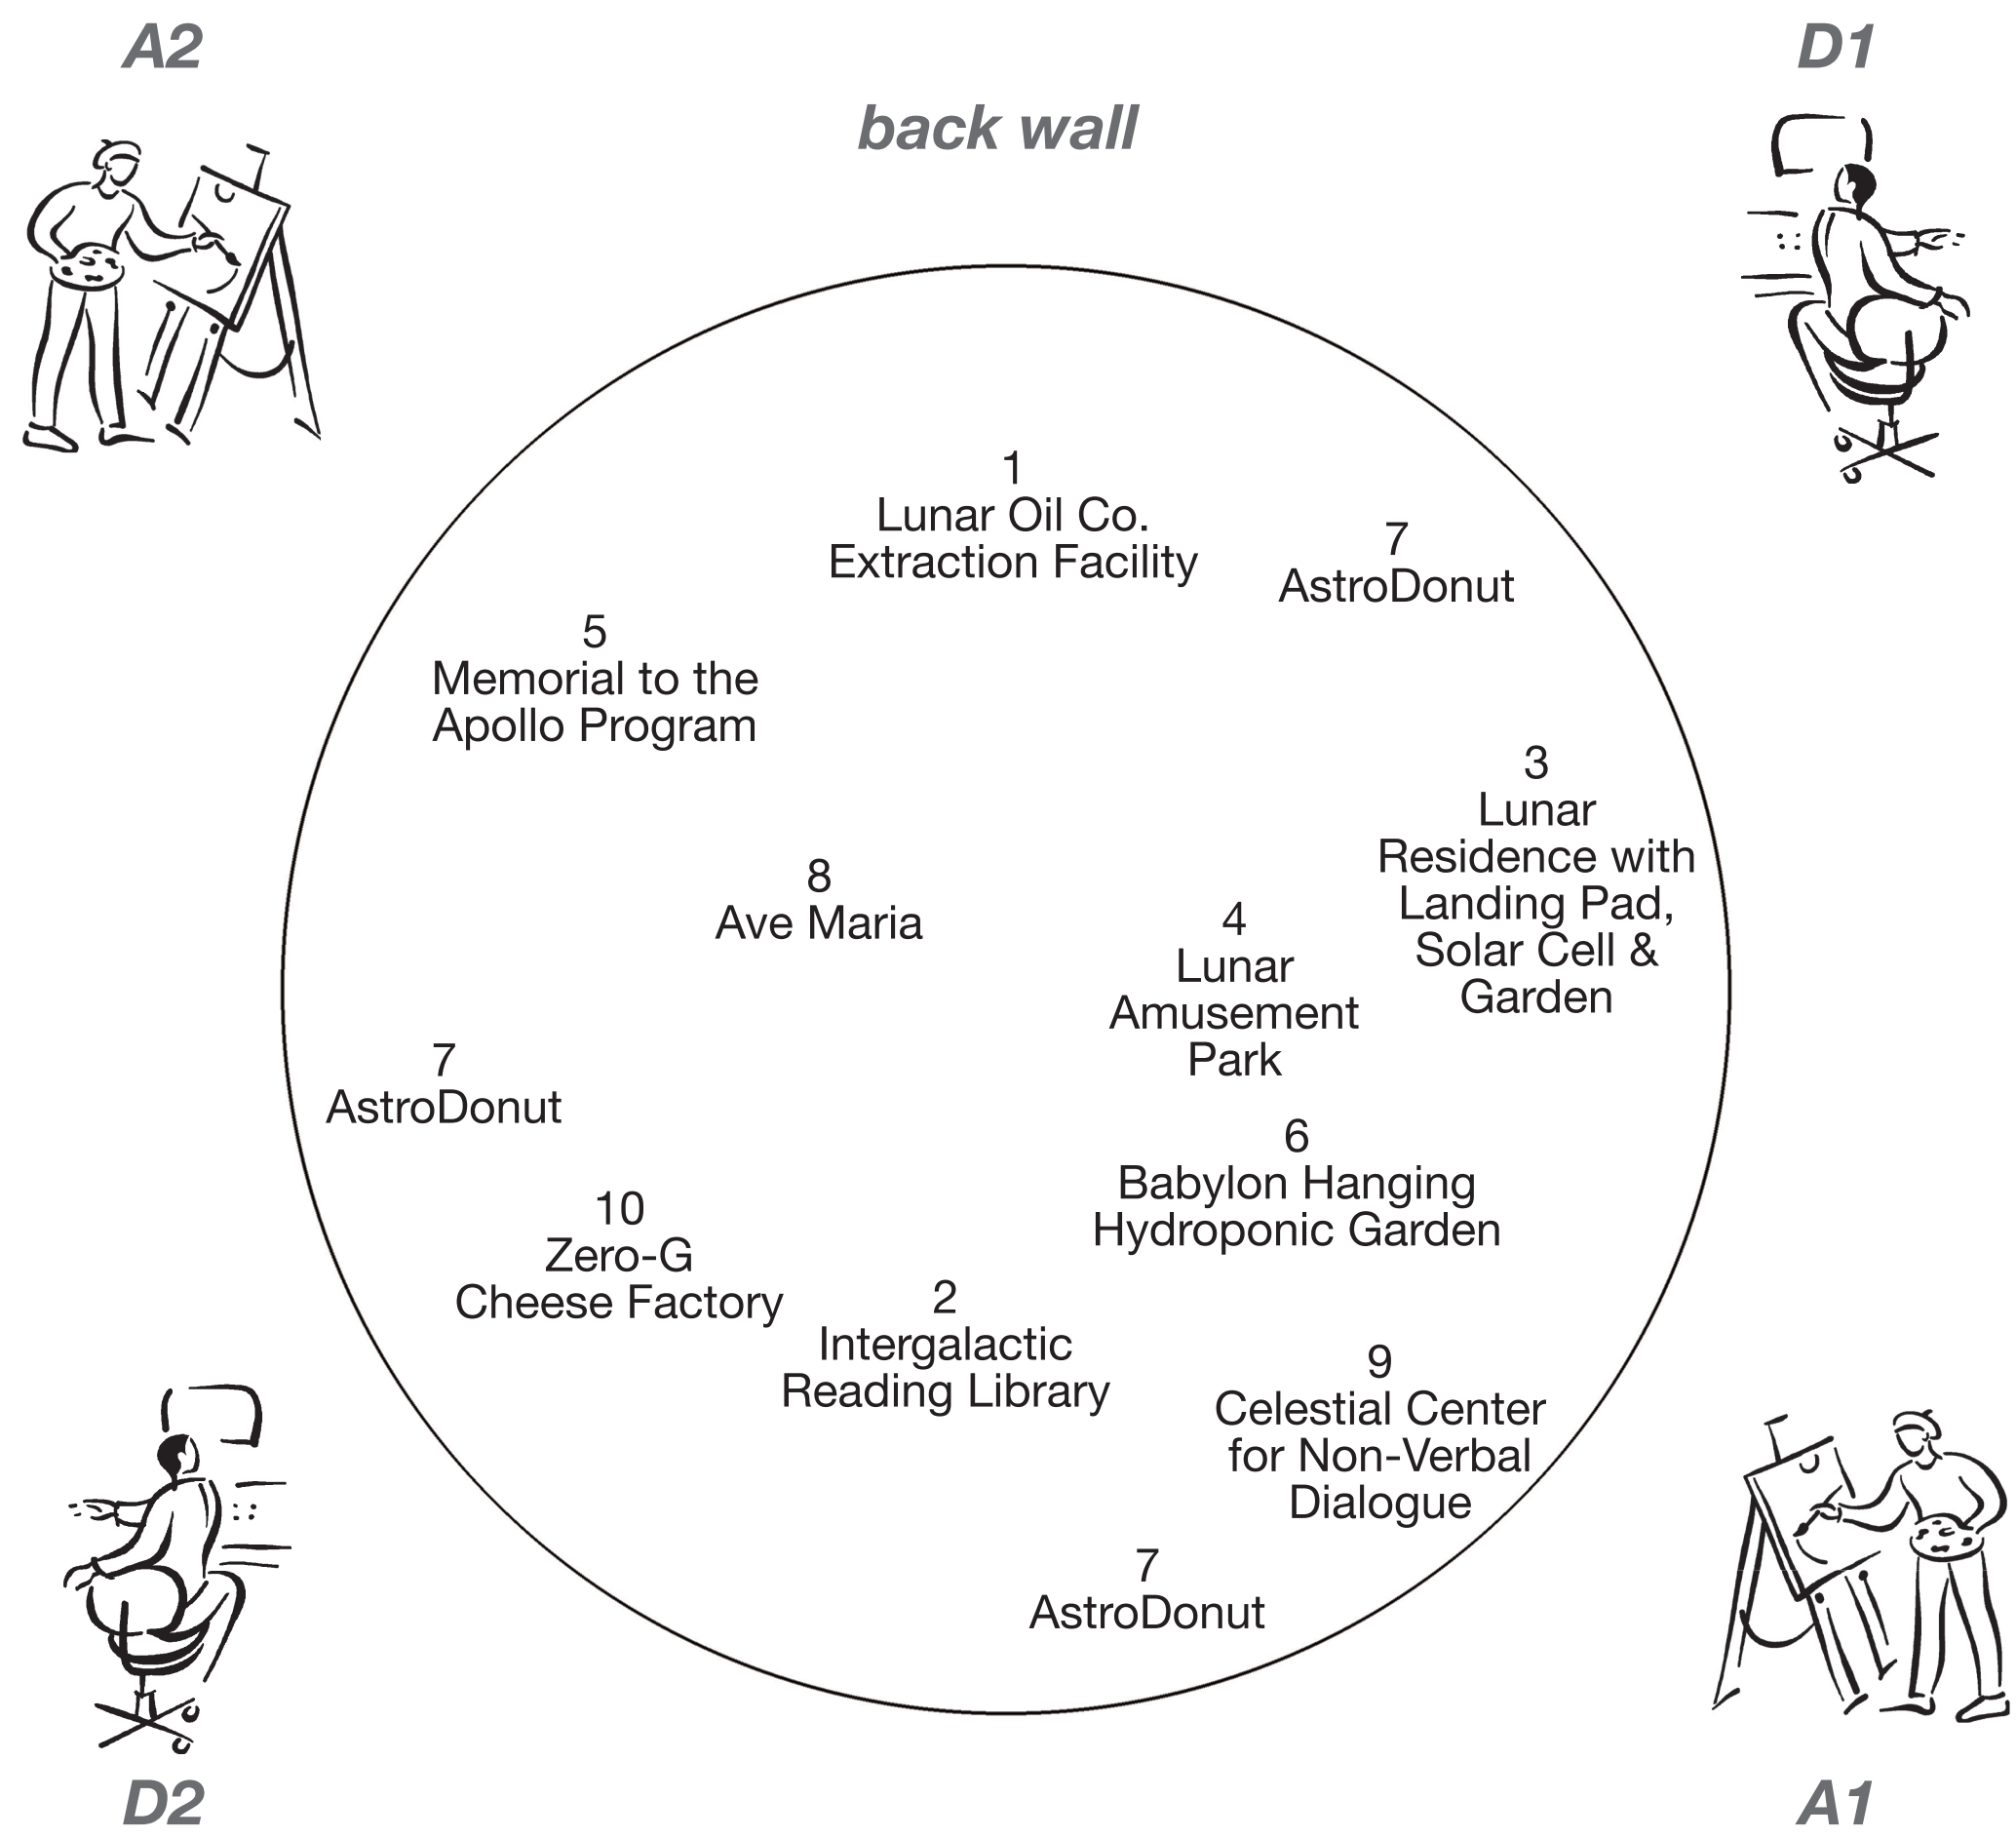 A2
D1
back wall
1
Lunar Oil Co.
Extraction Facility
7
AstroDonut
5
Memorial to the
Apollo Program
3
Lunar
Residence with
Landing Pad,
Solar Cell &
Garden
8
Ave Maria
4
Lunar
Amusement
Park
7
AstroDonut
6
Babylon Hanging
Hydroponic Garden
10
Zero-G
Cheese Factory
2
Intergalactic
Reading Library
9
Celestial Center
for Non-Verbal
Dialogue
7
AstroDonut
D2
A1